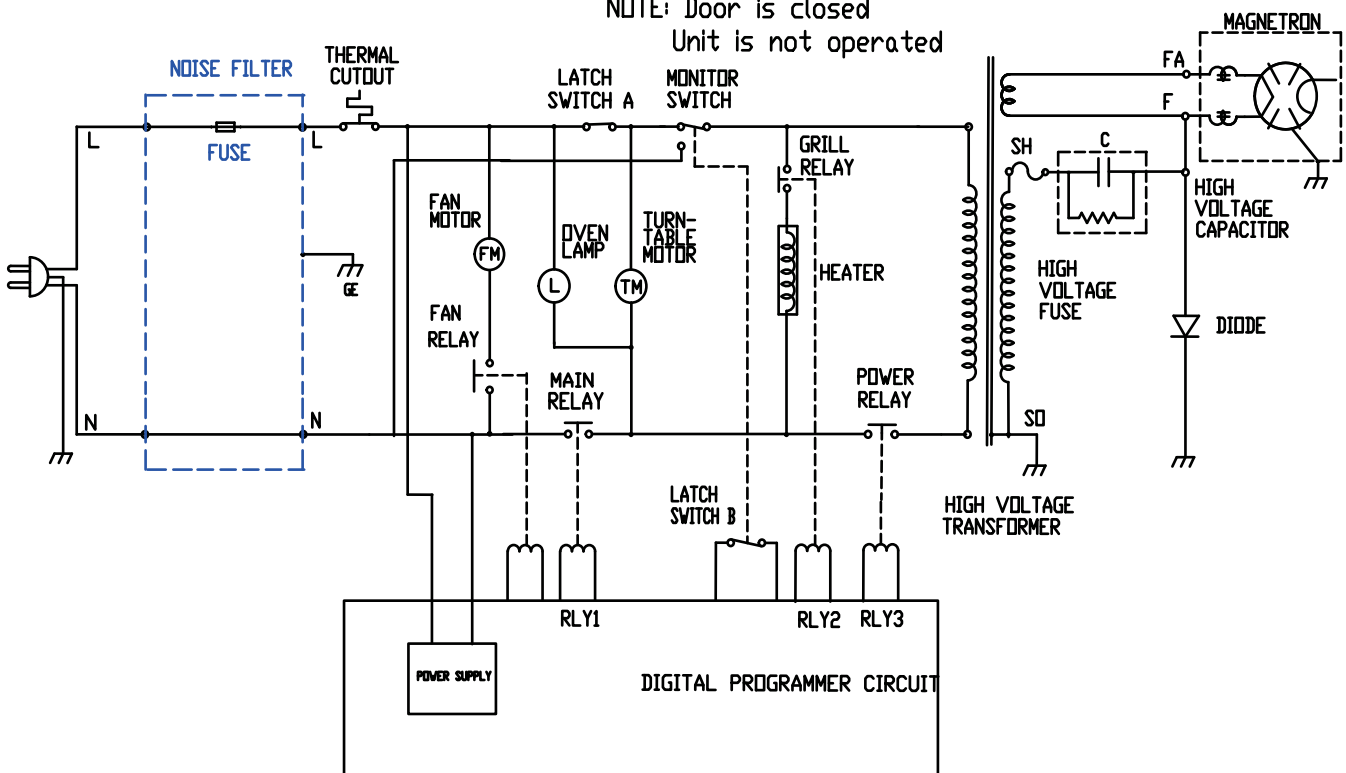 NOTE: Door is closed
Unit is not operated
MAGNETRON
NOISE FILTER
THERMAL
CUTOUT
LATCH
SWITCH A
MONITOR
SWITCH
FA
F
L
FUSE
L
GRILL
RELAY
SH
C
HIGH
VOLTAGE
CAPACITOR
FAN
MOTOR
FM
OVEN
LAMP
TURN-
TABLE
MOTOR
L
TM
HEATER
GE
HIGH
VOLTAGE
FUSE
DIODE
FAN
RELAY
MAIN
RELAY
POWER
RELAY
N
N
SO
LATCH
SWITCH B
HIGH VOLTAGE
TRANSFORMER
RLY1
RLY2
RLY3
POWER SUPPLY
DIGITAL PROGRAMMER CIRCUIT